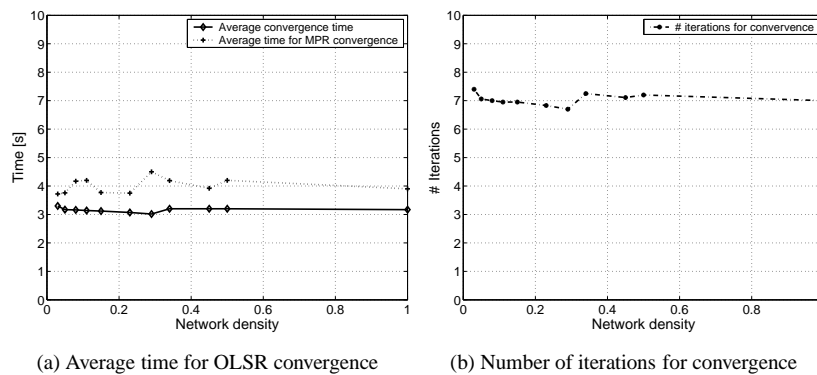 10
9
8
7
6
5
4
3
2
1
0
Time [s]
Average convergence time
Average time for MPR convergence
0 0.2 0.4 0.6 0.8 1
Network density
(a) Average time for OLSR convergence
10
9
8
7
6
5
4
3
2
1
0
# Iterations
# iterations for convervence
0 0.2 0.4 0.6 0.8
Network density
(b) Number of iterations for convergence